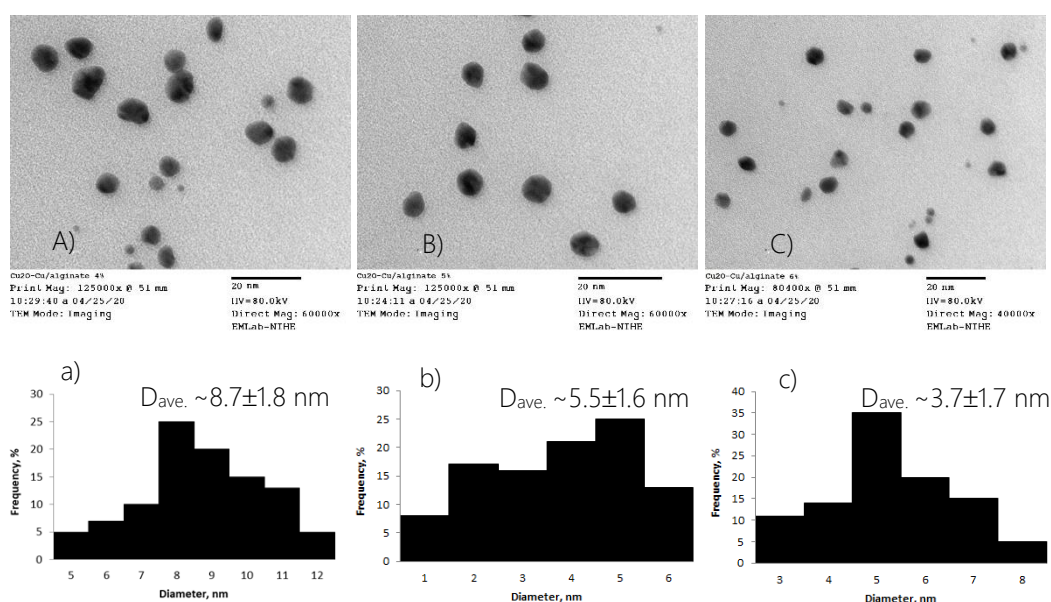 A)
B)
C)
Cu2O-Cu/alginate 4%
Print Mag: 125000x @ 51 mm
10:29:40 a 04/25/20
TEM Mode: Imaging
20 nm
HV=80.0kV
Direct Mag: 60000x
EMLab-NIHE
Cu2O-Cu/alginate 5%
Print Mag: 125000x @ 51 mm
10:24:11 a 04/25/20
TEM Mode: Imaging
20 nm
HV=80.0kV
Direct Mag: 60000x
EMLab-NIHE
Cu2O-Cu/alginate 6%
Print Mag: 80400x @ 51 mm
10:27:16 a 04/25/20
TEM Mode: Imaging
20 nm
HV=80.0kV
Direct Mag: 40000x
EMLab-NIHE
a)
Dave. ~8.7±1.8 nm
Frequency, %
30
25
20
15
10
5
0
5 6 7 8 9 10 11 12
Diameter, nm
b)
Dave. ~5.5±1.6 nm
Frequency, %
30
25
20
15
10
5
0
1 2 3 4 5 6
Diameter, nm
c)
Dave. ~3.7±1.7 nm
Frequency, %
40
35
30
25
20
15
10
5
0
3 4 5 6 7 8
Diameter, nm